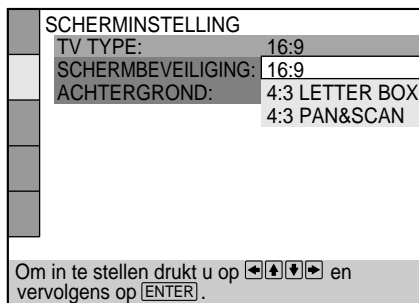 SCHERMINSTELLING
TV TYPE: 16:9
SCHERMBEVEILIGING: 16:9
ACHTERGROND: 4:3 LETTER BOX
4:3 PAN&SCAN
Om in te stellen drukt u op ←↑↓→ en
vervolgens op ENTER.